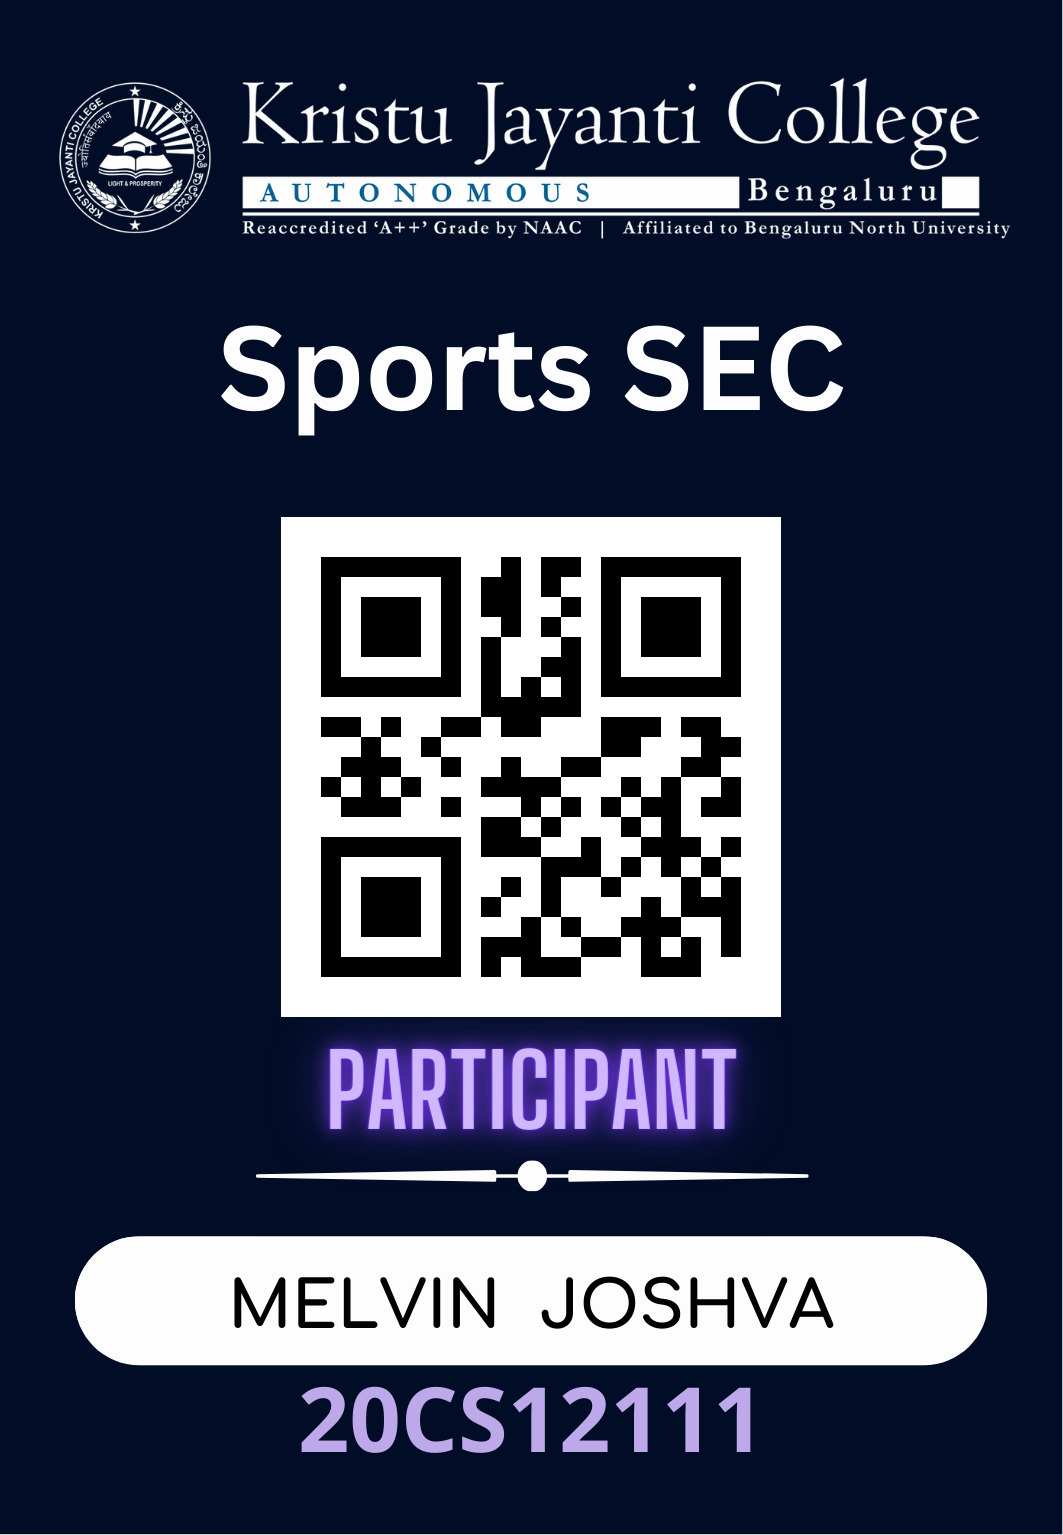 KRISTU JAYANTI COLLEGE
LIGHT & PROSPERITY
Kristu Jayanti College
AUTONOMOUS Bengaluru
Reaccredited ‘A++’ Grade by NAAC | Affiliated to Bengaluru North University
Sports SEC
PARTICIPANT
MELVIN JOSHVA
20CS12111